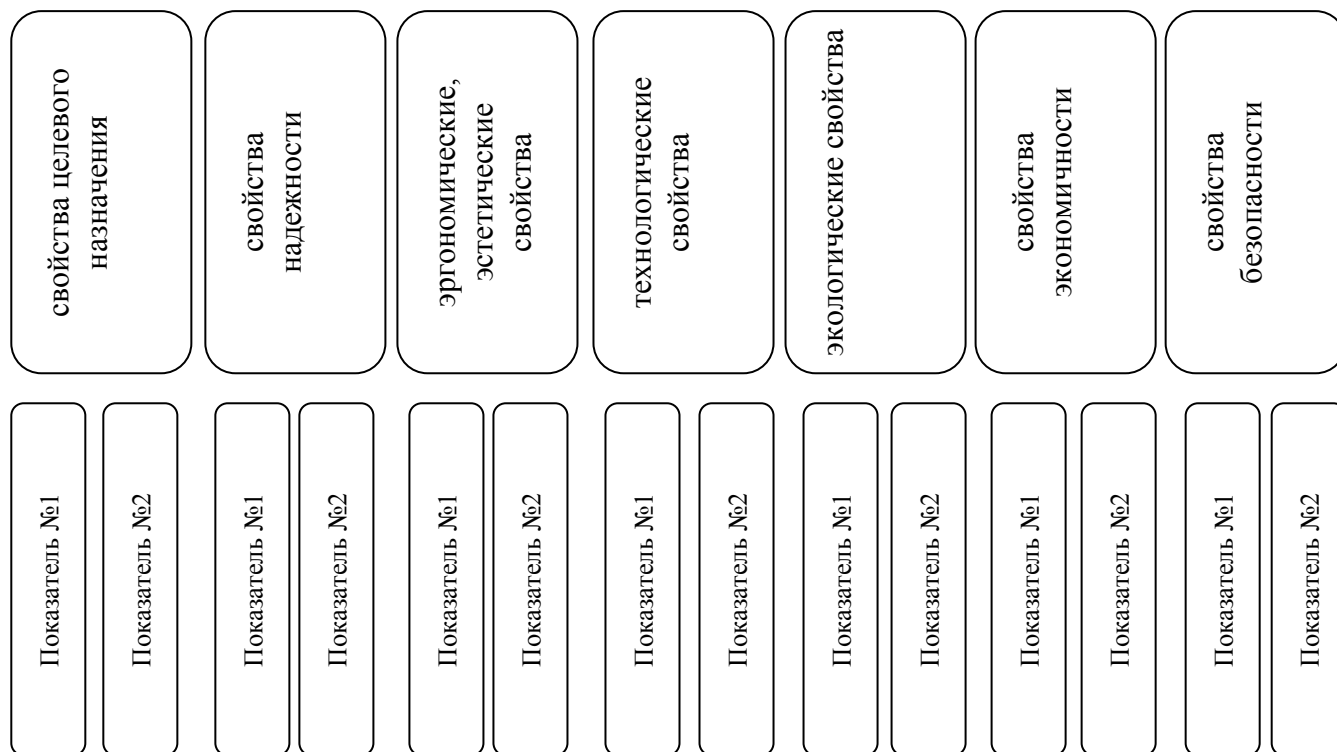 свойства целевого
назначения
свойства
надежности
эргономические,
эстетические
свойства
технологические
свойства
экологические свойства
свойства
экономичности
свойства
безопасности
Показатель №1
Показатель №2
Показатель №1
Показатель №2
Показатель №1
Показатель №2
Показатель №1
Показатель №2
Показатель №1
Показатель №2
Показатель №1
Показатель №2
Показатель №1
Показатель №2